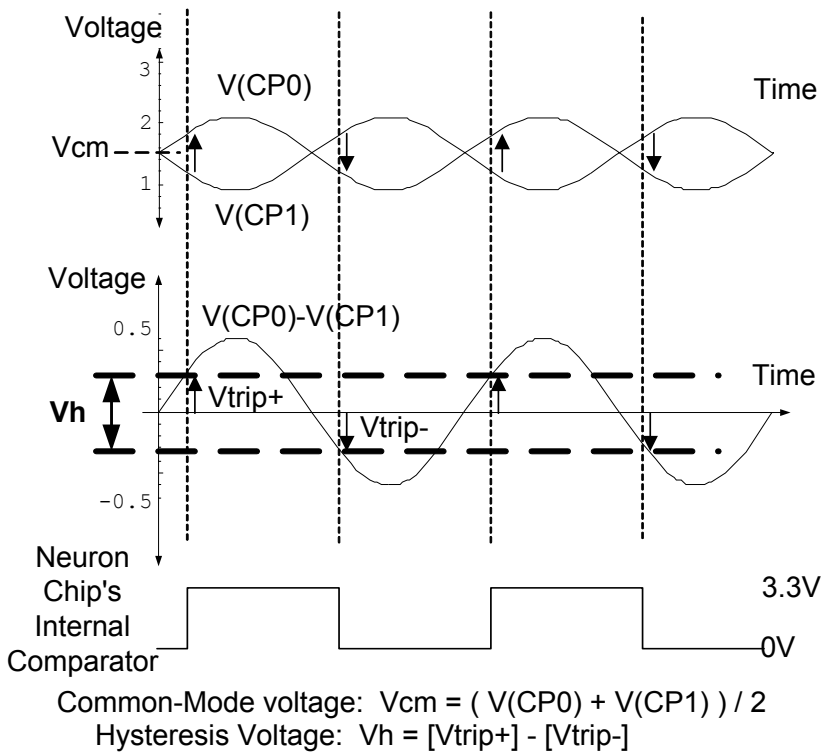 Voltage
3
V(CP0)
Time
2
Vcm
1
V(CP1)
Voltage
0.5
V(CP0)-V(CP1)
Time
Vtrip+
Vh
Vtrip-
-0.5
Neuron
Chip's
Internal
Comparator
3.3V
0V
Common-Mode voltage: Vcm = ( V(CP0) + V(CP1) ) / 2
Hysteresis Voltage: Vh = [Vtrip+] - [Vtrip-]